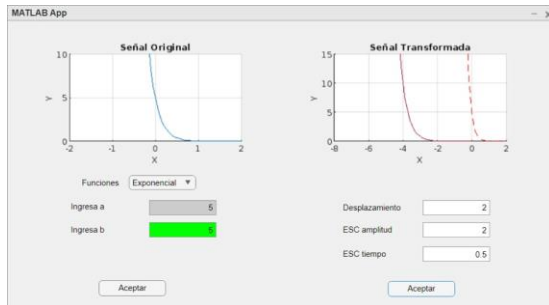 MATLAB App
Señal Original
10
5
0
-2 -1 0 1 2
Y
X
Señal Transformada
15
10
5
0
-8 -6 -4 -2 0 2
Y
X
Funciones Exponencial
Ingresa a 5
Ingresa b 5
Aceptar
Desplazamiento 2
ESC amplitud 2
ESC tiempo 0.5
Aceptar